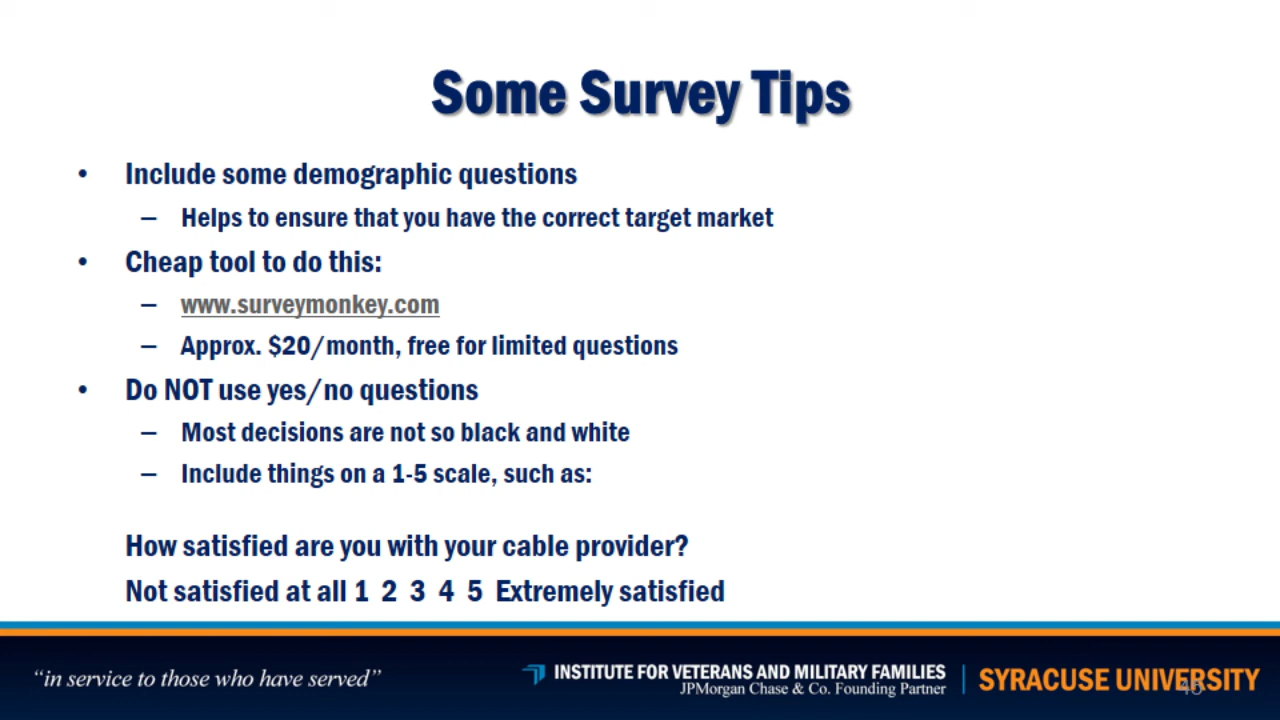 Some Survey Tips
• Include some demographic questions
– Helps to ensure that you have the correct target market
• Cheap tool to do this:
– www.surveymonkey.com
– Approx. $20/month, free for limited questions
• Do NOT use yes/no questions
– Most decisions are not so black and white
– Include things on a 1-5 scale, such as:
How satisfied are you with your cable provider?
Not satisfied at all 1 2 3 4 5 Extremely satisfied
“in service to those who have served”
INSTITUTE FOR VETERANS AND MILITARY FAMILIES
JPMorgan Chase & Co. Founding Partner
SYRACUSE UNIVERSITY